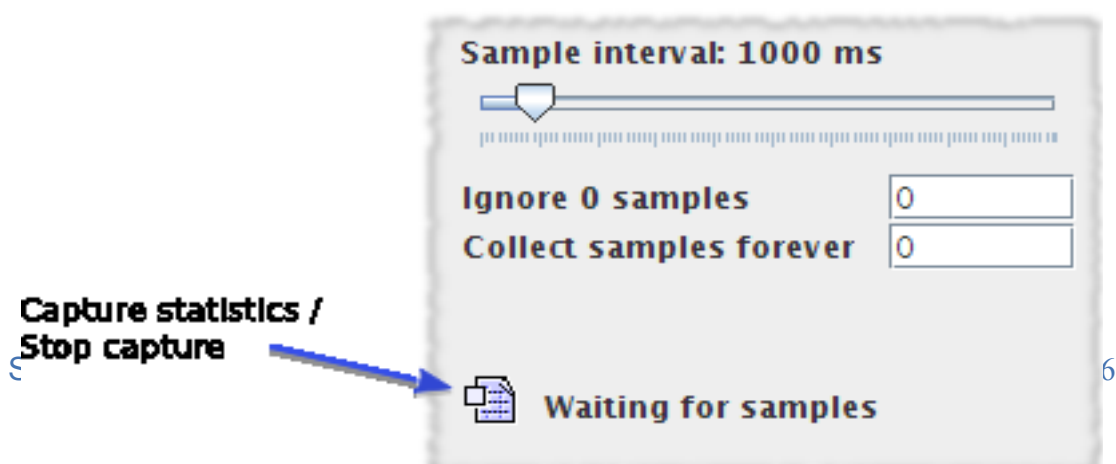 Sample interval: 1000 ms
Ignore 0 samples 0
Collect samples forever 0
Capture statistics /
Stop capture
Waiting for samples